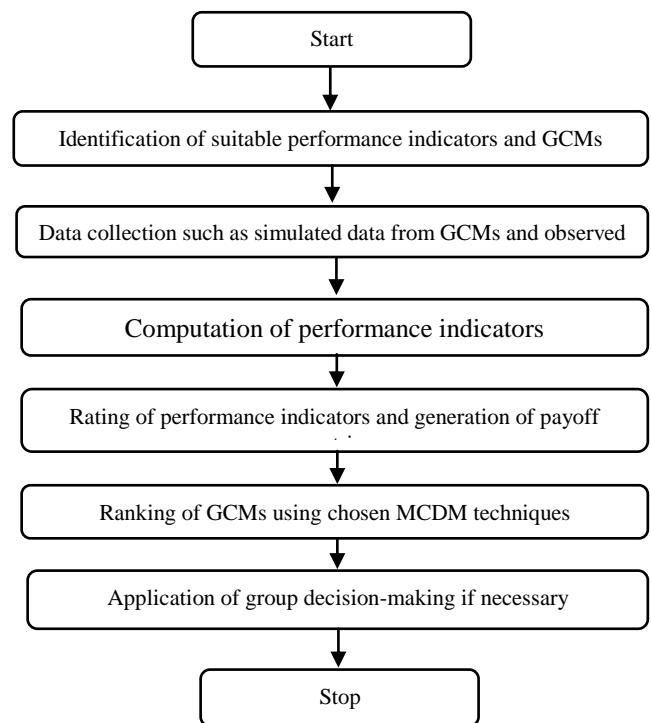 Start
Identification of suitable performance indicators and GCMs
Data collection such as simulated data from GCMs and observed
Computation of performance indicators
Rating of performance indicators and generation of payoff
Ranking of GCMs using chosen MCDM techniques
Application of group decision-making if necessary
Stop